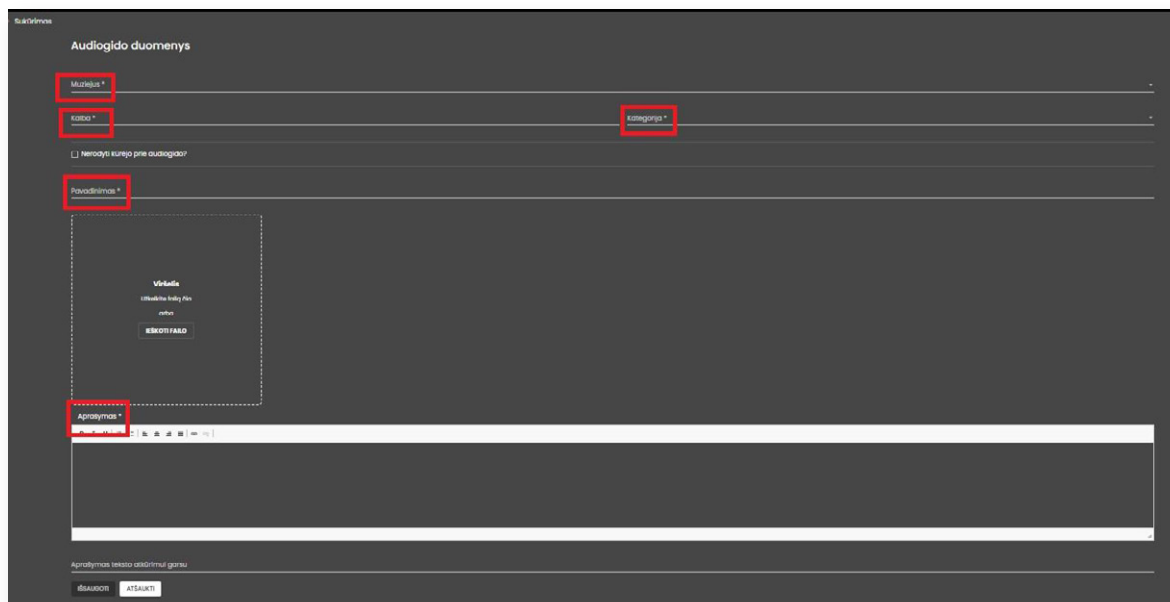 Sukūrimas
Audiogido duomenys
Muziejus *
Kalba *
Kategorija *
Nerodyti kūrėjo prie audiogido?
Pavadinimas *
Viršelis
Užkelkite failą čia
arba
IEŠKOTI FAILO
Aprašymas *
Aprašymas teksto atkūrimui garsu
IŠSAUGOTI
ATŠAUKTI